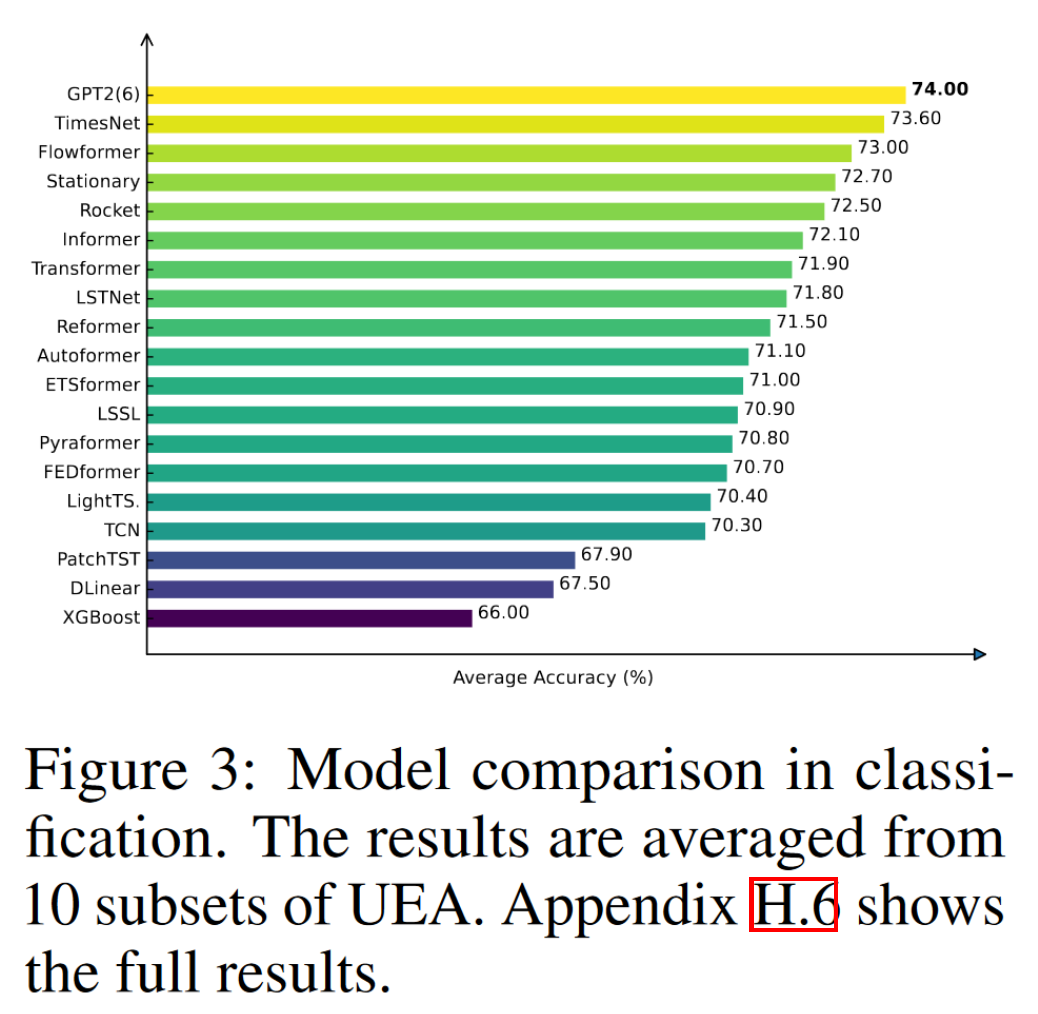 GPT2(6) 74.00
TimesNet 73.60
Flowformer 73.00
Stationary 72.70
Rocket 72.50
Informer 72.10
Transformer 71.90
LSTNet 71.80
Reformer 71.50
Autoformer 71.10
ETSformer 71.00
LSSL 70.90
Pyraformer 70.80
FEDformer 70.70
LightTS. 70.40
TCN 70.30
PatchTST 67.90
DLinear 67.50
XGBoost 66.00
Average Accuracy (%)
Figure 3: Model comparison in classi-
fication. The results are averaged from
10 subsets of UEA. Appendix H.6 shows
the full results.